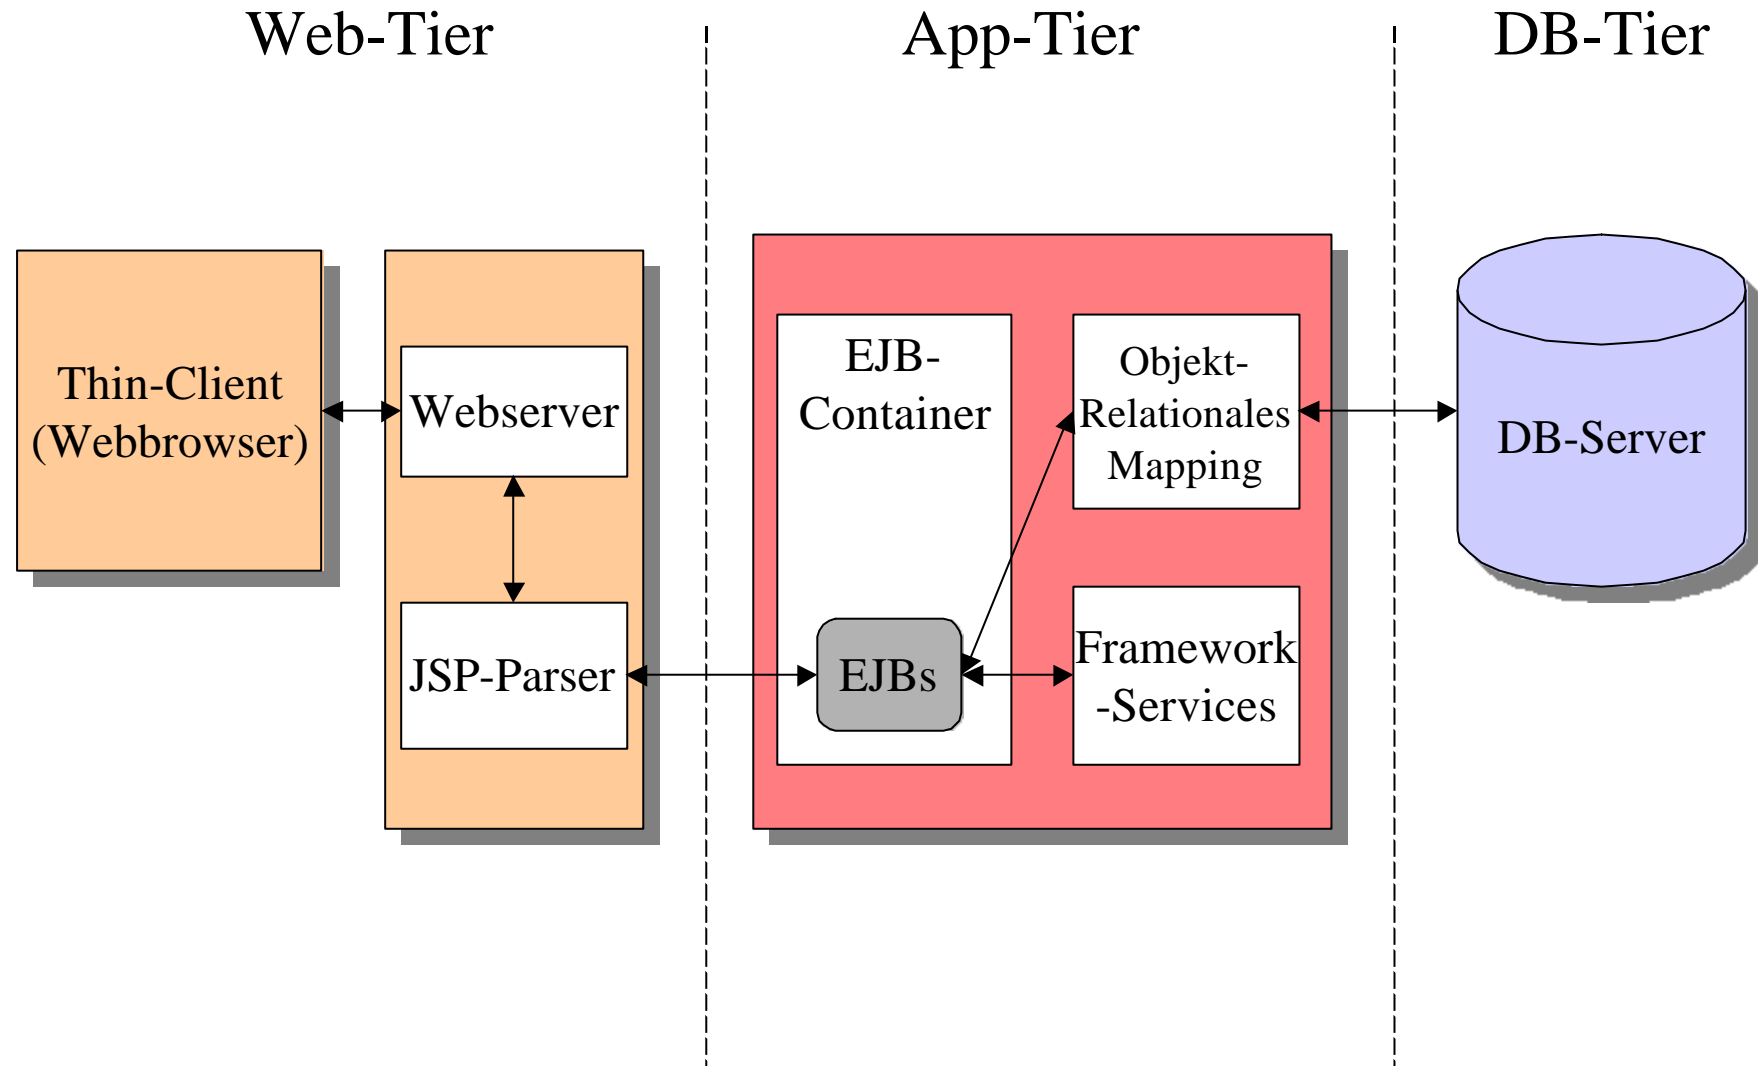 Web-Tier
App-Tier
DB-Tier
Thin-Client
(Webbrowser)
Webserver
JSP-Parser
EJB-
Container
EJBs
Objekt-
Relationales
Mapping
Framework
-Services
DB-Server